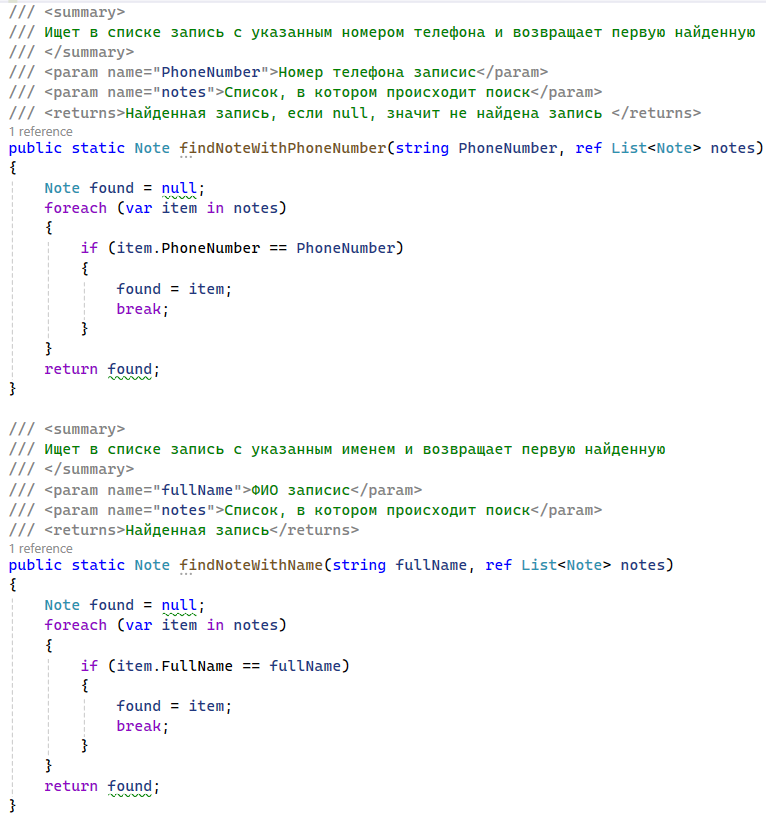 /// <summary>
/// Ищет в списке запись с указанным номером телефона и возвращает первую найденную
/// </summary>
/// <param name="PhoneNumber">Номер телефона записис</param>
/// <param name="notes">Список, в котором происходит поиск</param>
/// <returns>Найденная запись, если null, значит не найдена запись </returns>
1 reference
public static Note findNoteWithPhoneNumber(string PhoneNumber, ref List<Note> notes)
{
    Note found = null;
    foreach (var item in notes)
    {
        if (item.PhoneNumber == PhoneNumber)
        {
            found = item;
            break;
        }
    }
    return found;
}
/// <summary>
/// Ищет в списке запись с указанным именем и возвращает первую найденную
/// </summary>
/// <param name="fullName">ФИО записис</param>
/// <param name="notes">Список, в котором происходит поиск</param>
/// <returns>Найденная запись</returns>
1 reference
public static Note findNoteWithName(string fullName, ref List<Note> notes)
{
    Note found = null;
    foreach (var item in notes)
    {
        if (item.FullName == fullName)
        {
            found = item;
            break;
        }
    }
    return found;
}